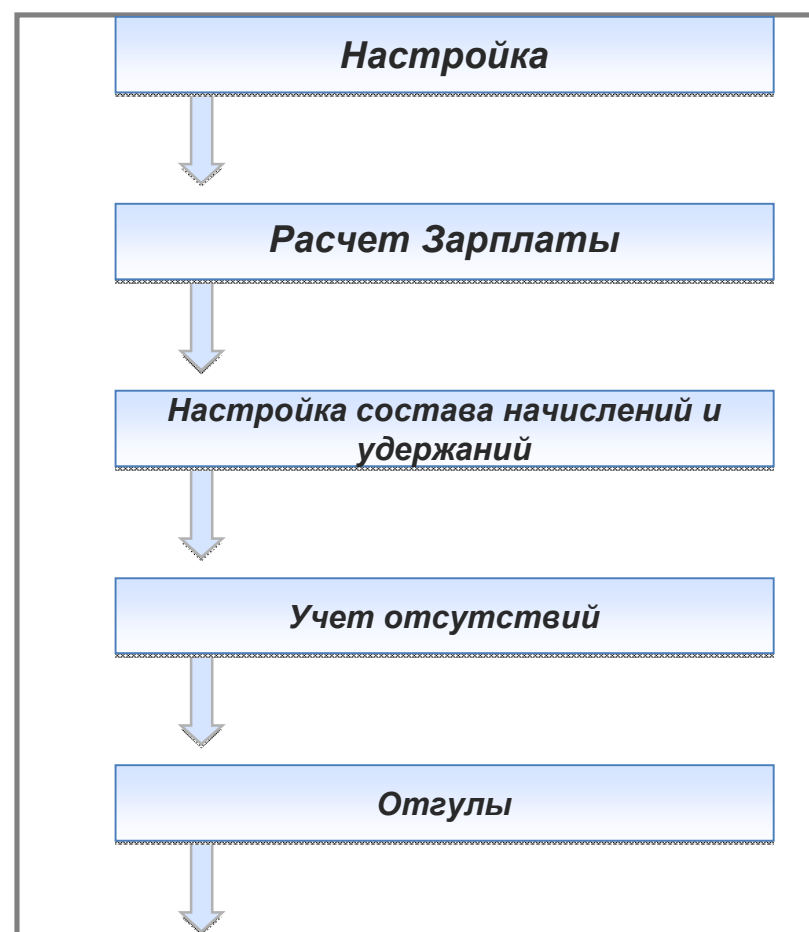 Настройка
Расчет Зарплаты
Настройка состава начислений и
удержаний
Учет отсутствий
Отгулы